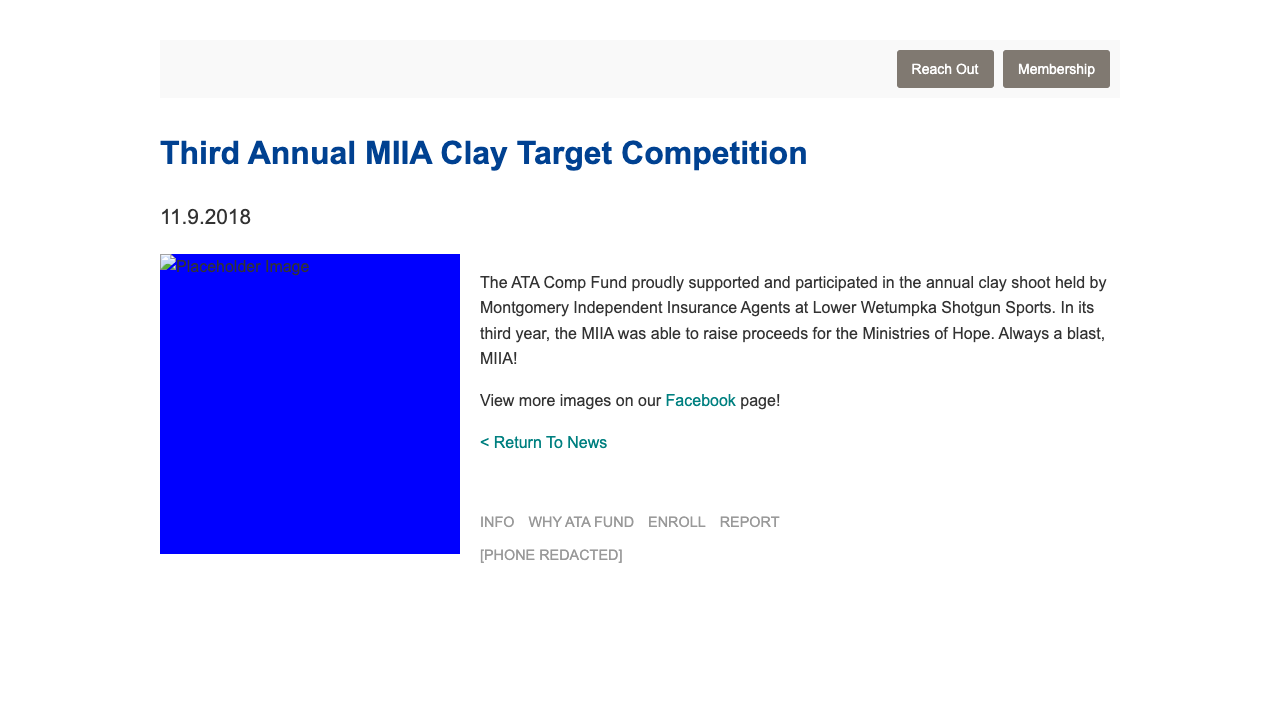 Reach Out Membership
Third Annual MIIA Clay Target Competition
11.9.2018
Placeholder Image
The ATA Comp Fund proudly supported and participated in the annual clay shoot held by
Montgomery Independent Insurance Agents at Lower Wetumpka Shotgun Sports. In its
third year, the MIIA was able to raise proceeds for the Ministries of Hope. Always a blast,
MIIA!
View more images on our Facebook page!
< Return To News
INFO WHY ATA FUND ENROLL REPORT
[PHONE REDACTED]